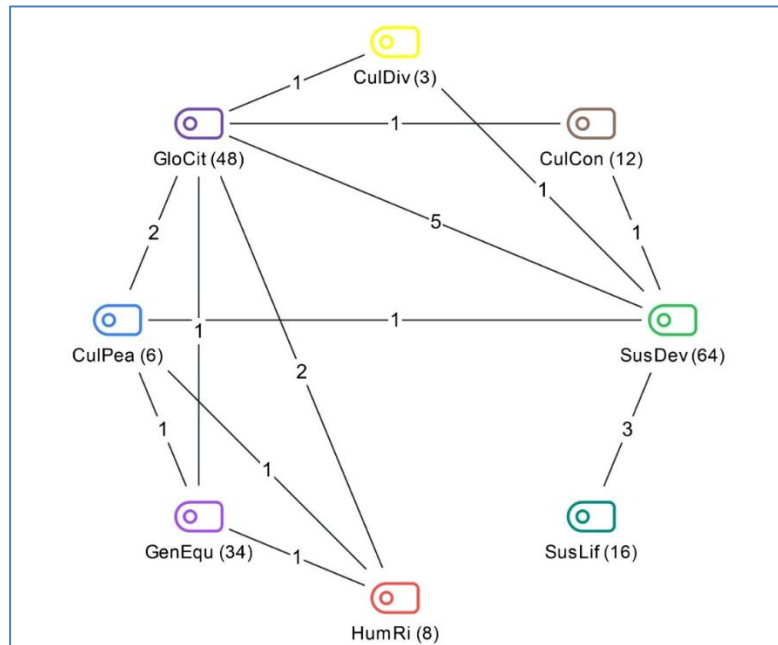 CulDiv (3)
1
GloCit (48)
1
CulCon (12)
1
5
1
2
CulPea (6)
1
1
SusDev (64)
2
1
3
1
GenEqu (34)
1
SusLif (16)
HumRi (8)